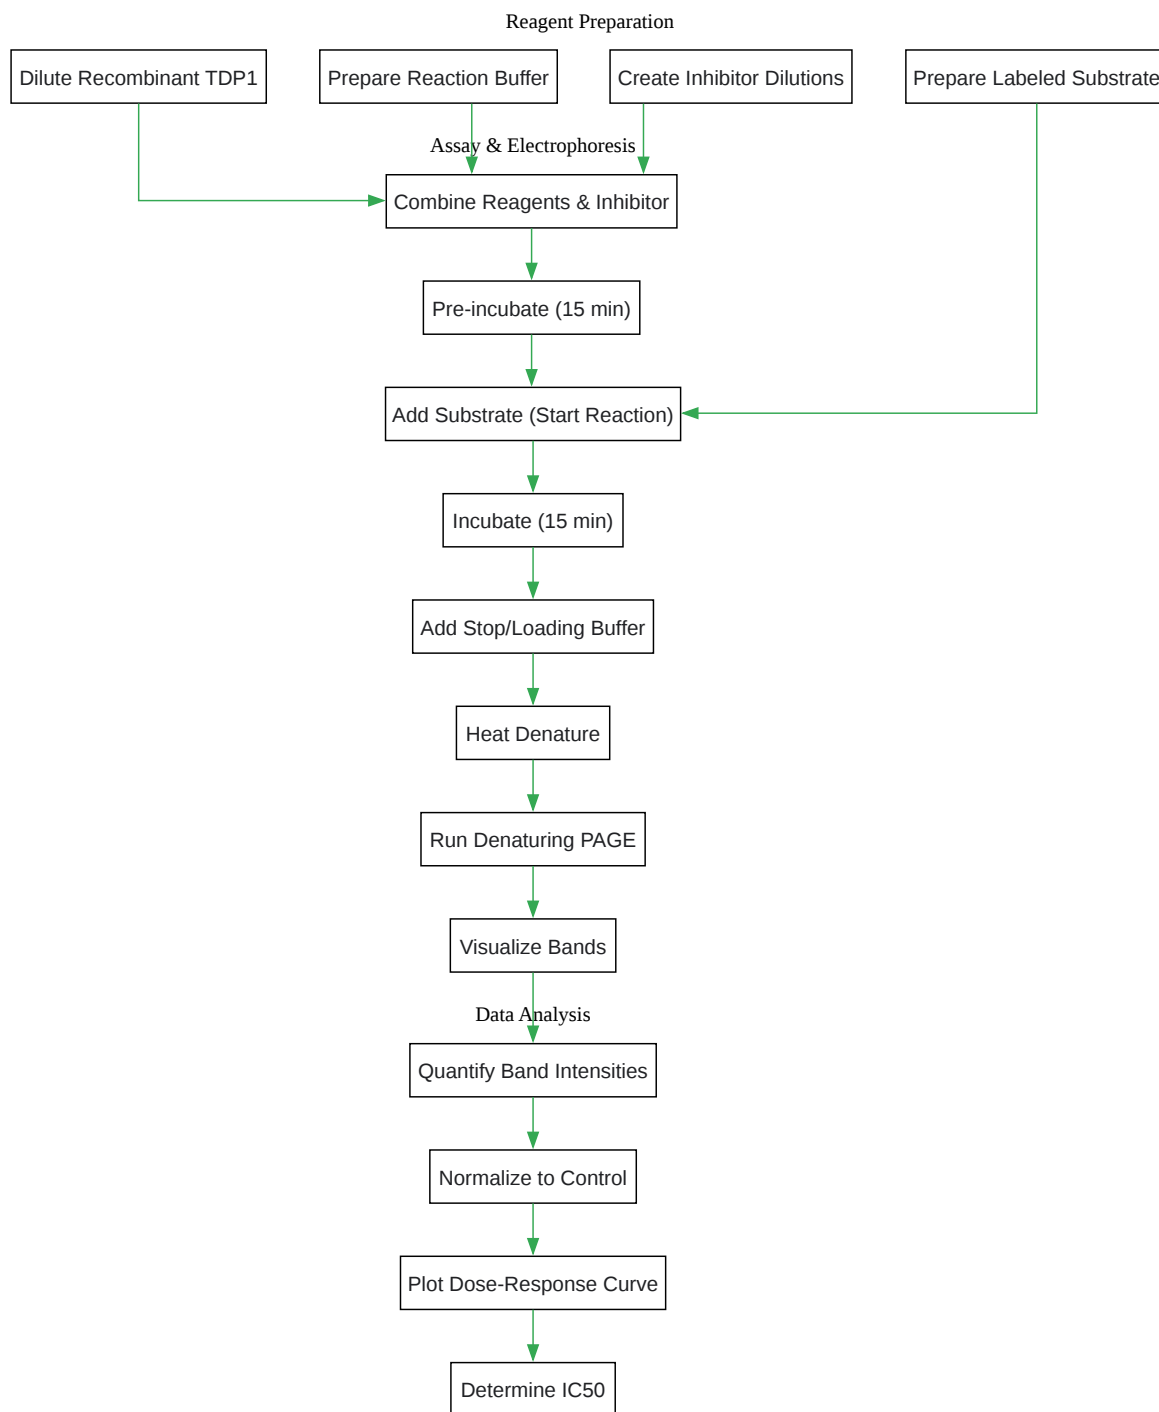 Reagent Preparation
Dilute Recombinant TDP1
Prepare Reaction Buffer
Create Inhibitor Dilutions
Prepare Labeled Substrate
Assay & Electrophoresis
Combine Reagents & Inhibitor
Pre-incubate (15 min)
Add Substrate (Start Reaction)
Incubate (15 min)
Add Stop/Loading Buffer
Heat Denature
Run Denaturing PAGE
Visualize Bands
Data Analysis
Quantify Band Intensities
Normalize to Control
Plot Dose-Response Curve
Determine IC50